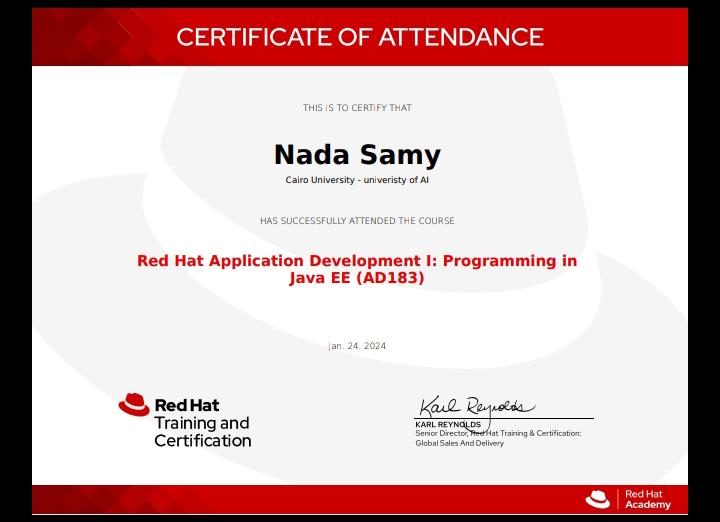 CERTIFICATE OF ATTENDANCE
THIS IS TO CERTIFY THAT
Nada Samy
Cairo University - univeristy of AI
HAS SUCCESSFULLY ATTENDED THE COURSE
Red Hat Application Development I: Programming in
Java EE (AD183)
Jan. 24, 2024
Red Hat
Training and
Certification
Karl Reynolds
KARL REYNOLDS
Senior Director, Red Hat Training & Certification:
Global Sales And Delivery
Red Hat
Academy